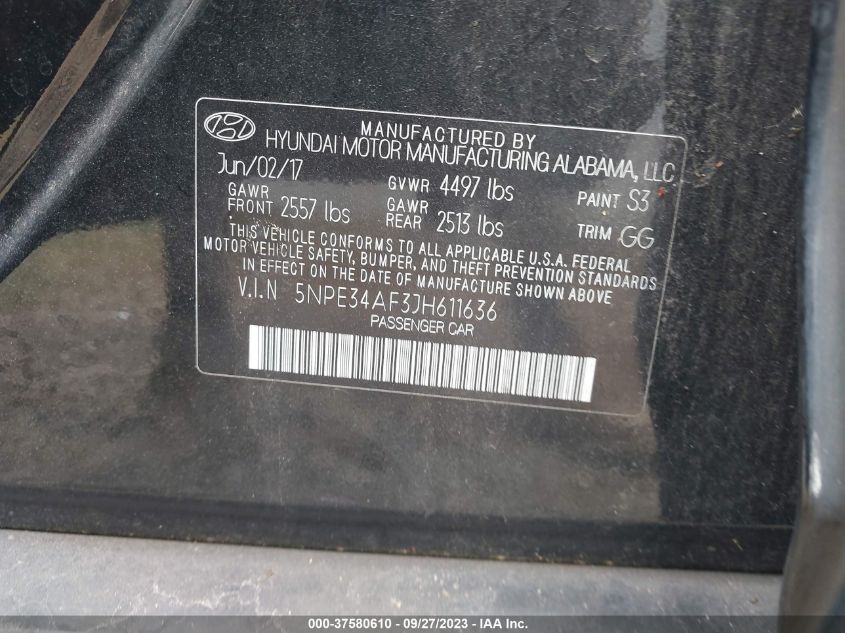 MANUFACTURED BY
HYUNDAI MOTOR MANUFACTURING ALABAMA, LLC
Jun/02/17 GVWR 4497 lbs PAINT S3
GAWR FRONT 2557 lbs GAWR REAR 2513 lbs TRIM GG
THIS VEHICLE CONFORMS TO ALL APPLICABLE U.S.A. FEDERAL
MOTOR VEHICLE SAFETY, BUMPER, AND THEFT PREVENTION STANDARDS
IN EFFECT ON THE DATE OF MANUFACTURE SHOWN ABOVE.
V.I.N 5NPE34AF3JH611636
PASSENGER CAR
000-37580610 - 09/27/2023 - IAA Inc.